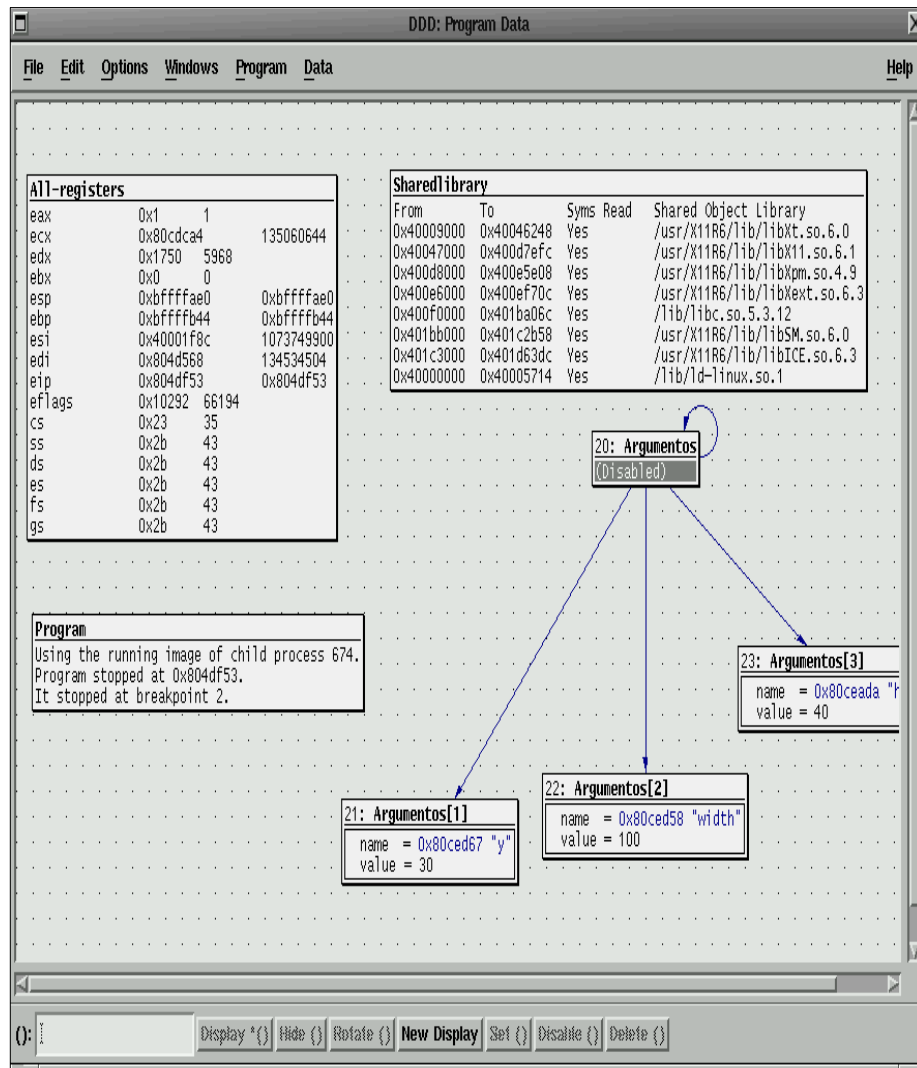 DDD: Program Data
File Edit Options Windows Program Data Help
All-registers
eax 0x1 1
ecx 0x80cdca4 135060644
edx 0x1750 5968
ebx 0x0 0
esp 0xbffffae0 0xbffffae0
ebp 0xbffffb44 0xbffffb44
esi 0x40001f8c 1073749900
edi 0x804d568 134534504
eip 0x804df53 0x804df53
eflags 0x10292 66194
cs 0x23 35
ss 0x2b 43
ds 0x2b 43
es 0x2b 43
fs 0x2b 43
gs 0x2b 43
Sharedlibrary
From To Syms Read Shared Object Library
0x40009000 0x40046248 Yes /usr/X11R6/lib/libXt.so.6.0
0x40047000 0x400d7efc Yes /usr/X11R6/lib/libX11.so.6.1
0x400d8000 0x400e5e08 Yes /usr/X11R6/lib/libXpm.so.4.9
0x400e6000 0x400ef70c Yes /usr/X11R6/lib/libXext.so.6.3
0x400f0000 0x401ba06c Yes /lib/libc.so.5.3.12
0x401bb000 0x401c2b58 Yes /usr/X11R6/lib/libSM.so.6.0
0x401c3000 0x401d63dc Yes /usr/X11R6/lib/libICE.so.6.3
0x40000000 0x40005714 Yes /lib/ld-linux.so.1
20: Argumentos
(Disabled)
Program
Using the running image of child process 674.
Program stopped at 0x804df53.
It stopped at breakpoint 2.
23: Argumentos[3]
name = 0x80ceada "h
value = 40
22: Argumentos[2]
name = 0x80ced58 "width"
value = 100
21: Argumentos[1]
name = 0x80ced67 "y"
value = 30
(): Display *() Hide () Rotate () New Display Set () Disable () Delete ()